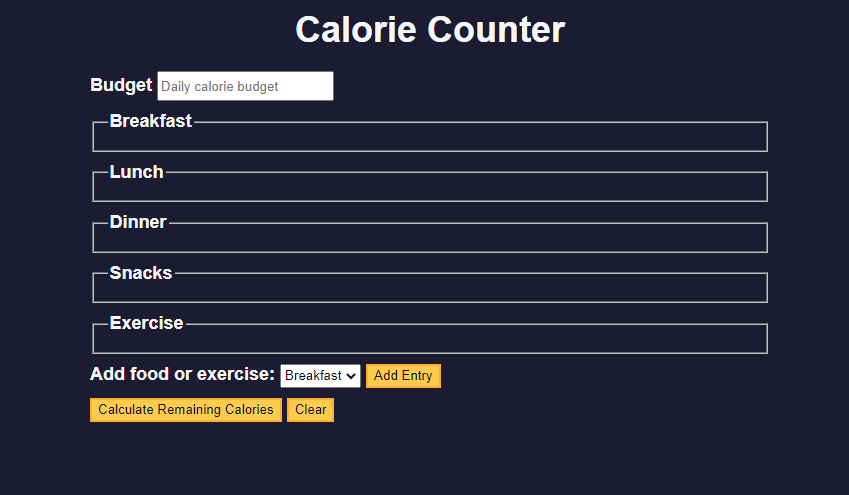 Calorie Counter
Budget Daily calorie budget
Breakfast
Lunch
Dinner
Snacks
Exercise
Add food or exercise: Breakfast Add Entry
Calculate Remaining Calories Clear